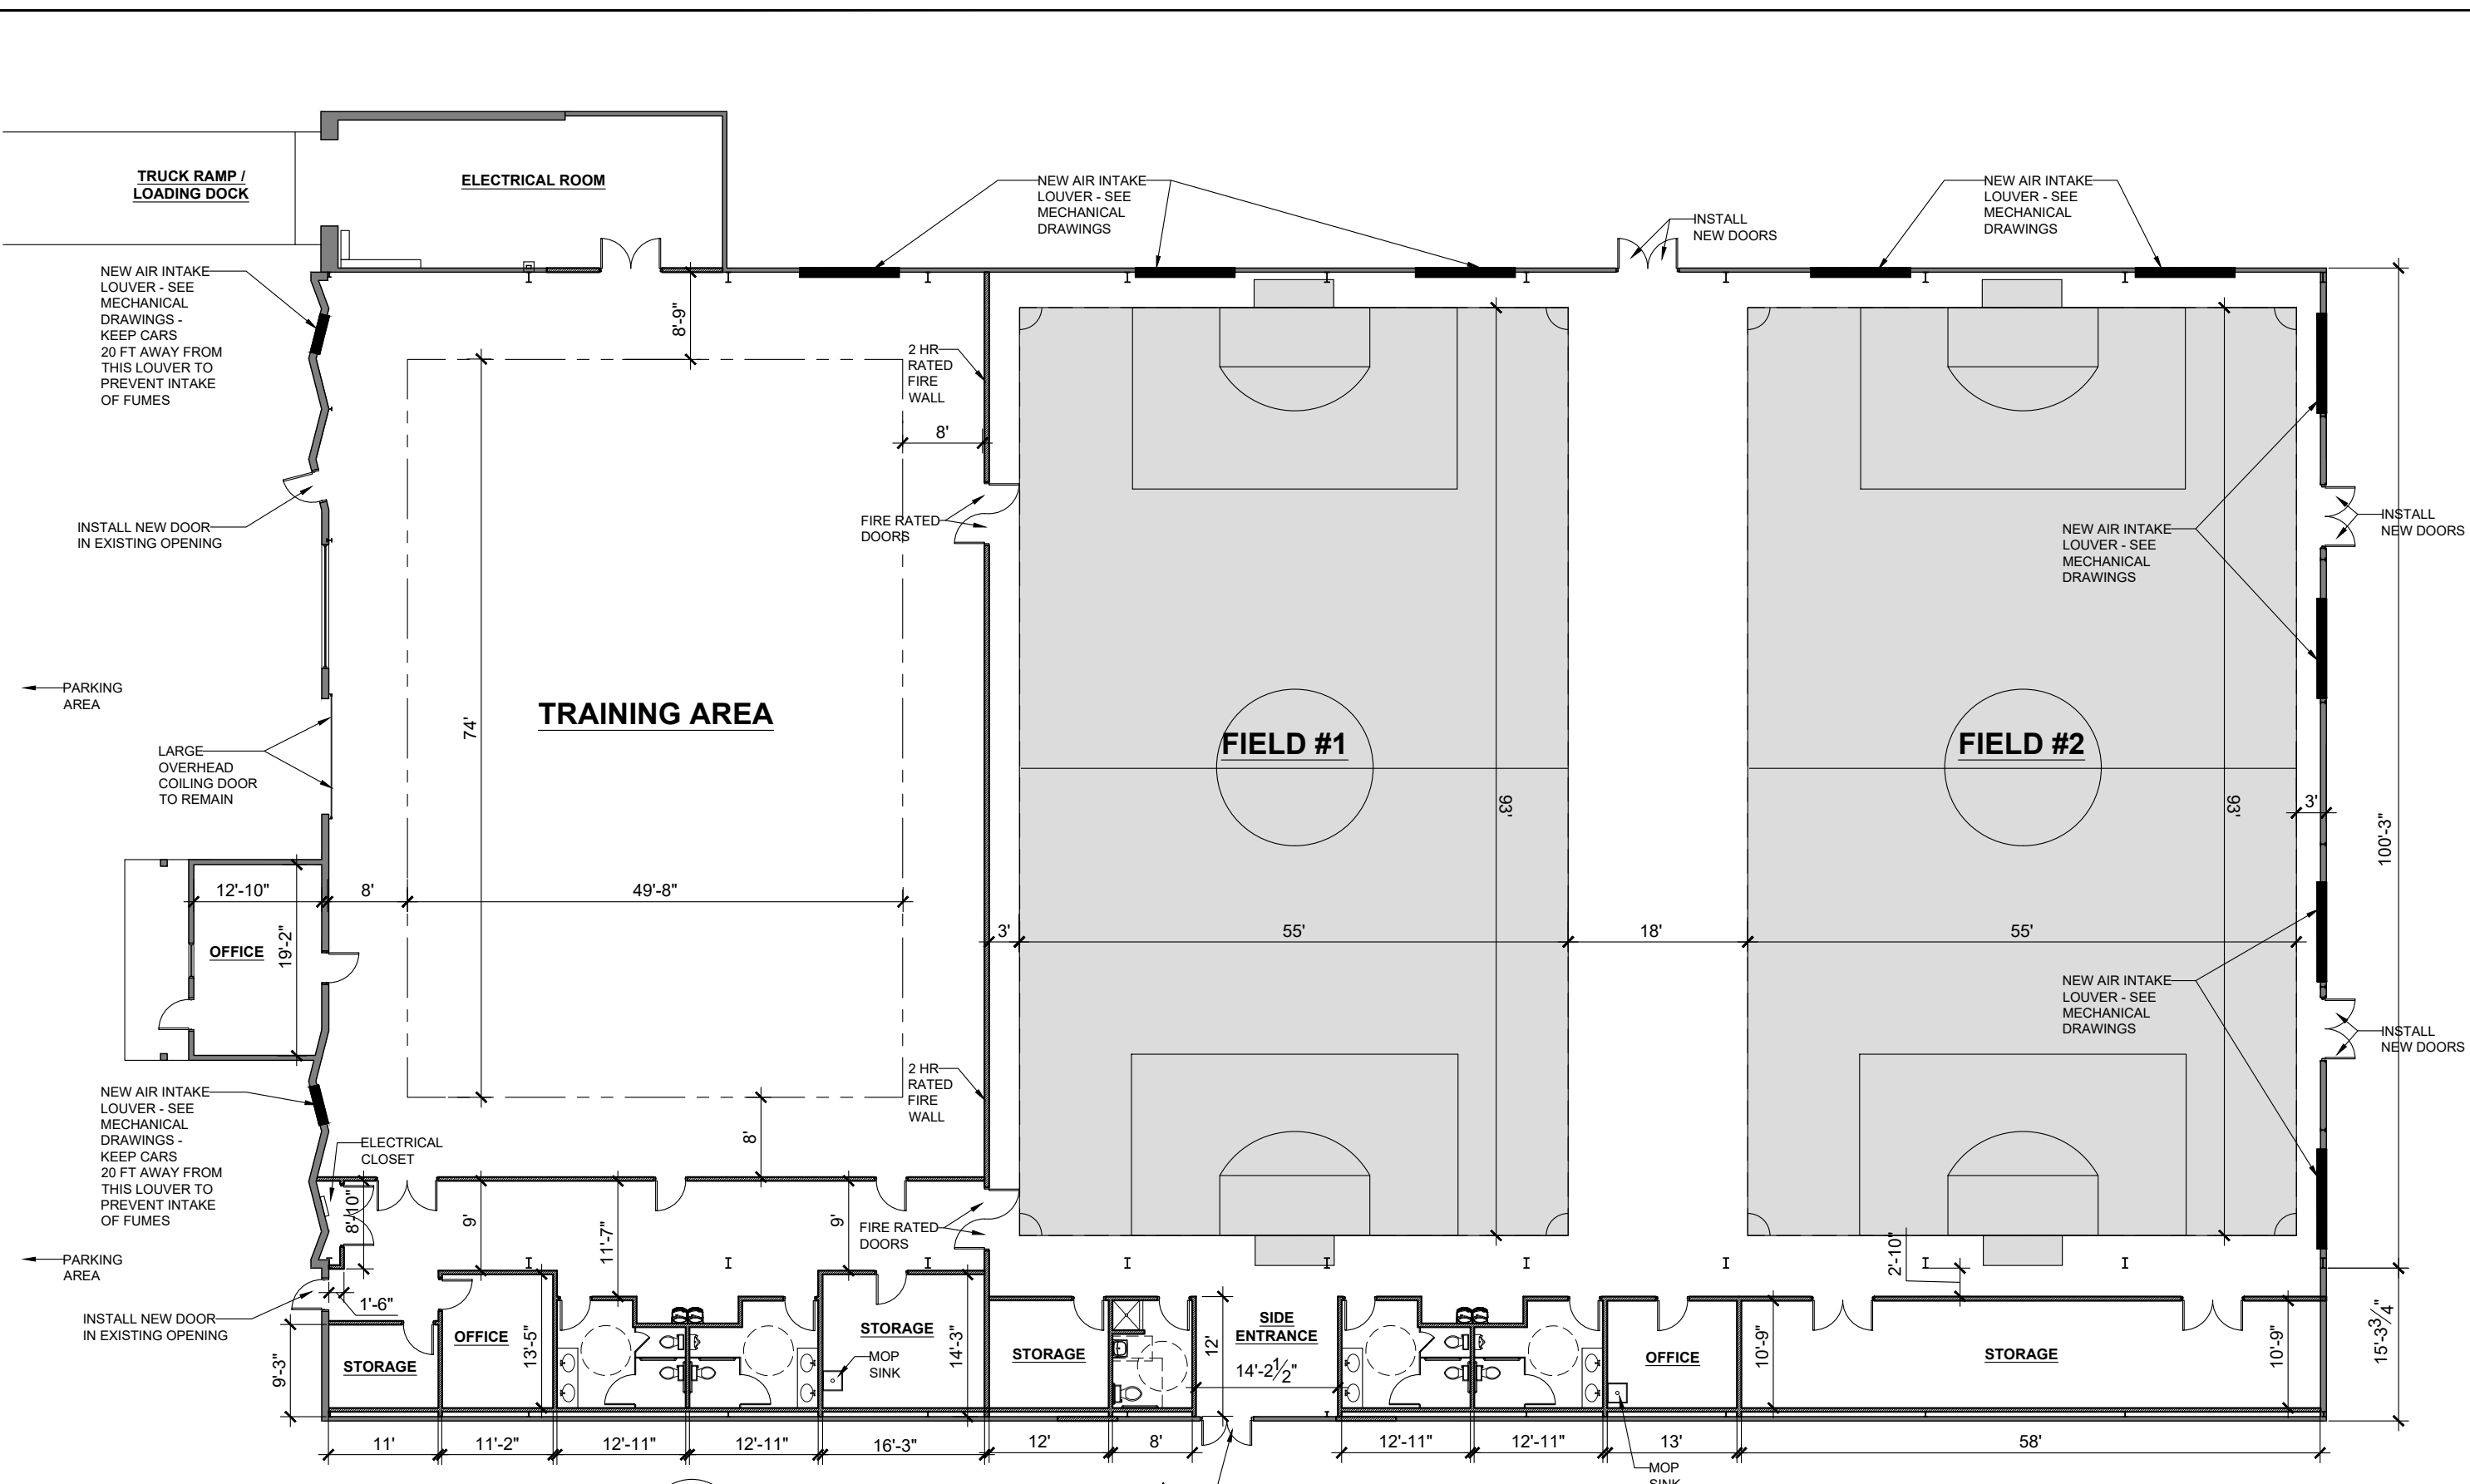 TRUCK RAMP /
LOADING DOCK
ELECTRICAL ROOM
NEW AIR INTAKE
LOUVER - SEE
MECHANICAL
DRAWINGS
INSTALL
NEW DOORS
NEW AIR INTAKE
LOUVER - SEE
MECHANICAL
DRAWINGS
NEW AIR INTAKE
LOUVER - SEE
MECHANICAL
DRAWINGS -
KEEP CARS
20 FT AWAY FROM
THIS LOUVER TO
PREVENT INTAKE
OF FUMES
8'-9"
2 HR
RATED
FIRE
WALL
8'
INSTALL NEW DOOR
IN EXISTING OPENING
FIRE RATED
DOORS
NEW AIR INTAKE
LOUVER - SEE
MECHANICAL
DRAWINGS
INSTALL
NEW DOORS
PARKING
AREA
74'
TRAINING AREA
FIELD #1
FIELD #2
LARGE
OVERHEAD
COILING DOOR
TO REMAIN
93'
93'
3'
100'-3"
12'-10"
8'
49'-8"
OFFICE
19'-2"
3'
55'
18'
55'
NEW AIR INTAKE
LOUVER - SEE
MECHANICAL
DRAWINGS
INSTALL
NEW DOORS
2 HR
RATED
FIRE
WALL
NEW AIR INTAKE
LOUVER - SEE
MECHANICAL
DRAWINGS -
KEEP CARS
20 FT AWAY FROM
THIS LOUVER TO
PREVENT INTAKE
OF FUMES
ELECTRICAL
CLOSET
8'
8'-10"
9'
11'-7"
9'
FIRE RATED
DOORS
2'-10"
PARKING
AREA
1'-6"
INSTALL NEW DOOR
IN EXISTING OPENING
9'-3"
STORAGE
OFFICE
13'-5"
STORAGE
MOP
SINK
14'-3"
STORAGE
12'
SIDE
ENTRANCE
14'-2½"
OFFICE
10'-9"
STORAGE
10'-9"
15'-3¾"
11'
11'-2"
12'-11"
12'-11"
16'-3"
12'
8'
12'-11"
12'-11"
13'
58'
MOP
SINK